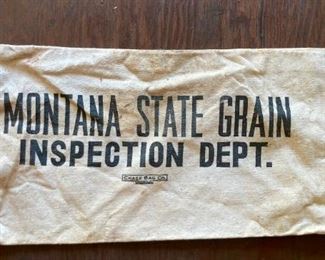 MONTANA STATE GRAIN
INSPECTION DEPT.
CHASE BAG CO.